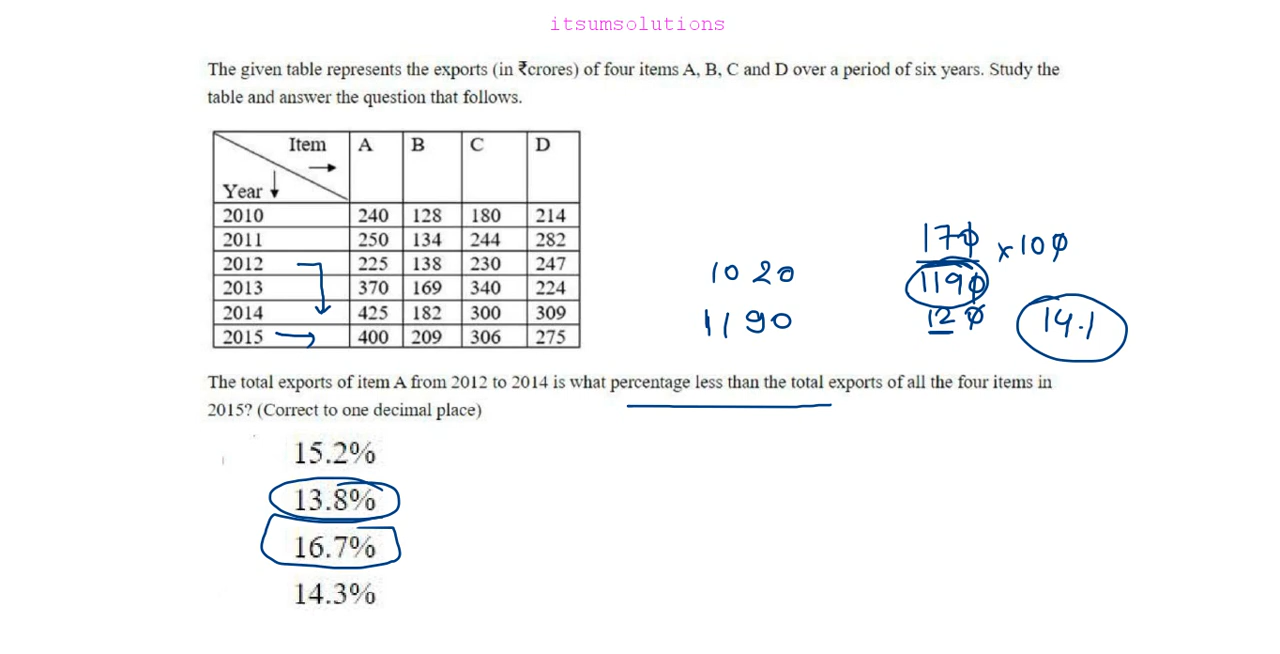 itsumsolutions
The given table represents the exports (in ₹crores) of four items A, B, C and D over a period of six years. Study the
table and answer the question that follows.
Item A B C D
Year
2010 240 128 180 214
2011 250 134 244 282
2012 225 138 230 247
2013 370 169 340 224
2014 425 182 300 309
2015 400 209 306 275
1020
1190
170 × 100
1190
120
14.1
The total exports of item A from 2012 to 2014 is what percentage less than the total exports of all the four items in
2015? (Correct to one decimal place)
15.2%
13.8%
16.7%
14.3%